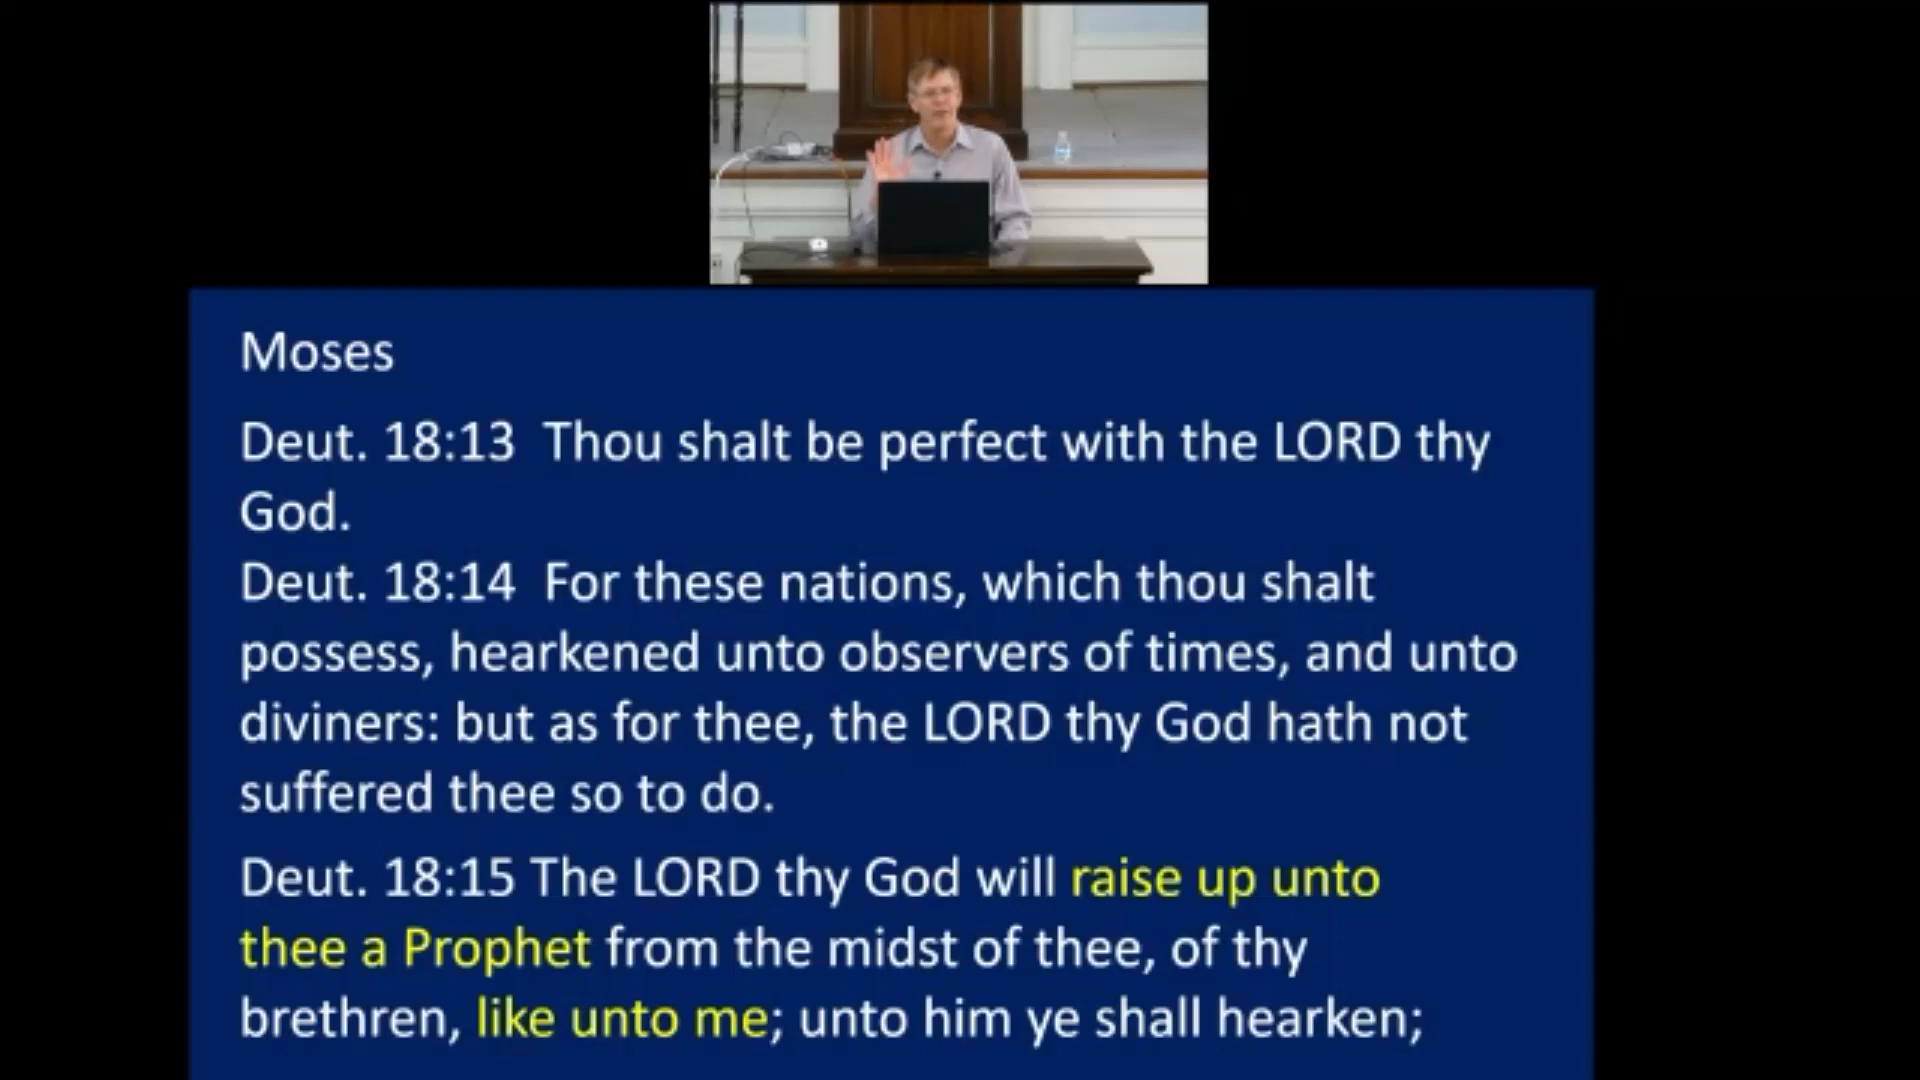 Moses
Deut. 18:13  Thou shalt be perfect with the LORD thy
God.
Deut. 18:14  For these nations, which thou shalt
possess, hearkened unto observers of times, and unto
diviners: but as for thee, the LORD thy God hath not
suffered thee so to do.
Deut. 18:15 The LORD thy God will raise up unto
thee a Prophet from the midst of thee, of thy
brethren, like unto me; unto him ye shall hearken;